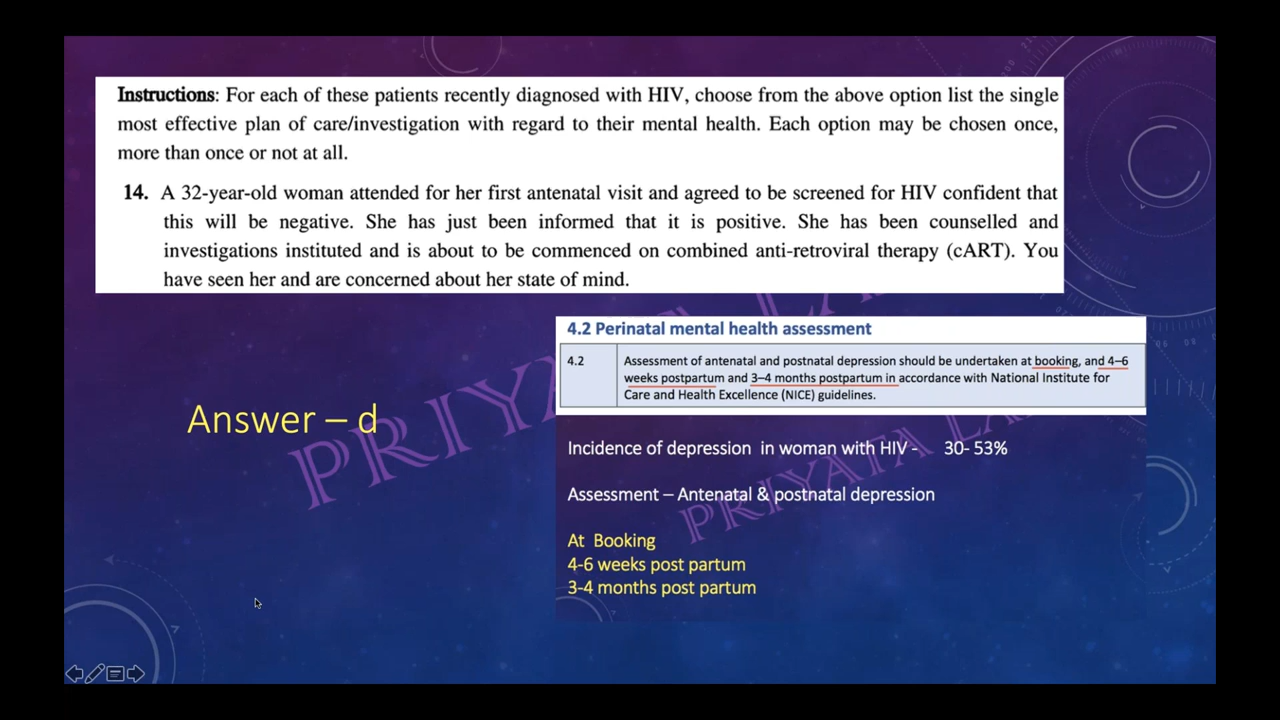 Instructions: For each of these patients recently diagnosed with HIV, choose from the above option list the single
most effective plan of care/investigation with regard to their mental health. Each option may be chosen once,
more than once or not at all.
14. A 32-year-old woman attended for her first antenatal visit and agreed to be screened for HIV confident that
this will be negative. She has just been informed that it is positive. She has been counselled and
investigations instituted and is about to be commenced on combined anti-retroviral therapy (cART). You
have seen her and are concerned about her state of mind.
4.2 Perinatal mental health assessment
4.2 Assessment of antenatal and postnatal depression should be undertaken at booking, and 4–6
weeks postpartum and 3–4 months postpartum in accordance with National Institute for
Care and Health Excellence (NICE) guidelines.
Answer – d
Incidence of depression in woman with HIV - 30- 53%
Assessment – Antenatal & postnatal depression
At Booking
4-6 weeks post partum
3-4 months post partum